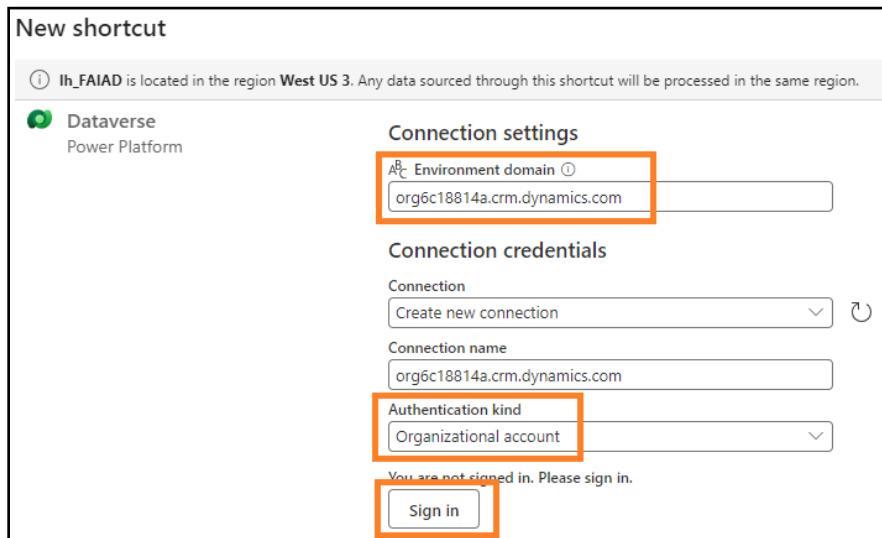 New shortcut
lh_FAIAD is located in the region West US 3. Any data sourced through this shortcut will be processed in the same region.
Dataverse
Power Platform
Connection settings
ABC Environment domain
org6c18814a.crm.dynamics.com
Connection credentials
Connection
Create new connection
Connection name
org6c18814a.crm.dynamics.com
Authentication kind
Organizational account
You are not signed in. Please sign in.
Sign in